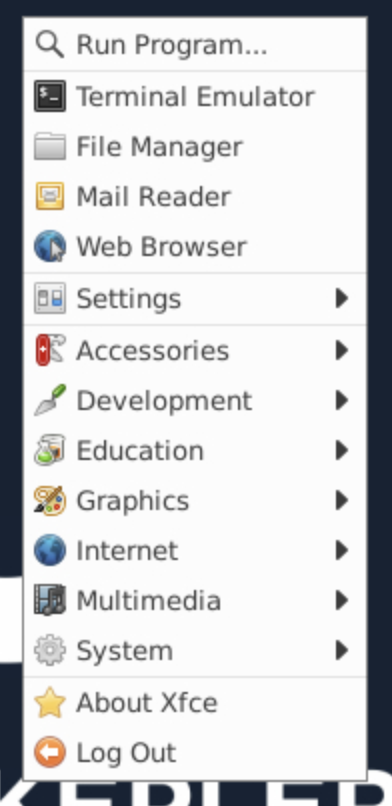 Run Program...
Terminal Emulator
File Manager
Mail Reader
Web Browser
Settings
Accessories
Development
Education
Graphics
Internet
Multimedia
System
About Xfce
Log Out